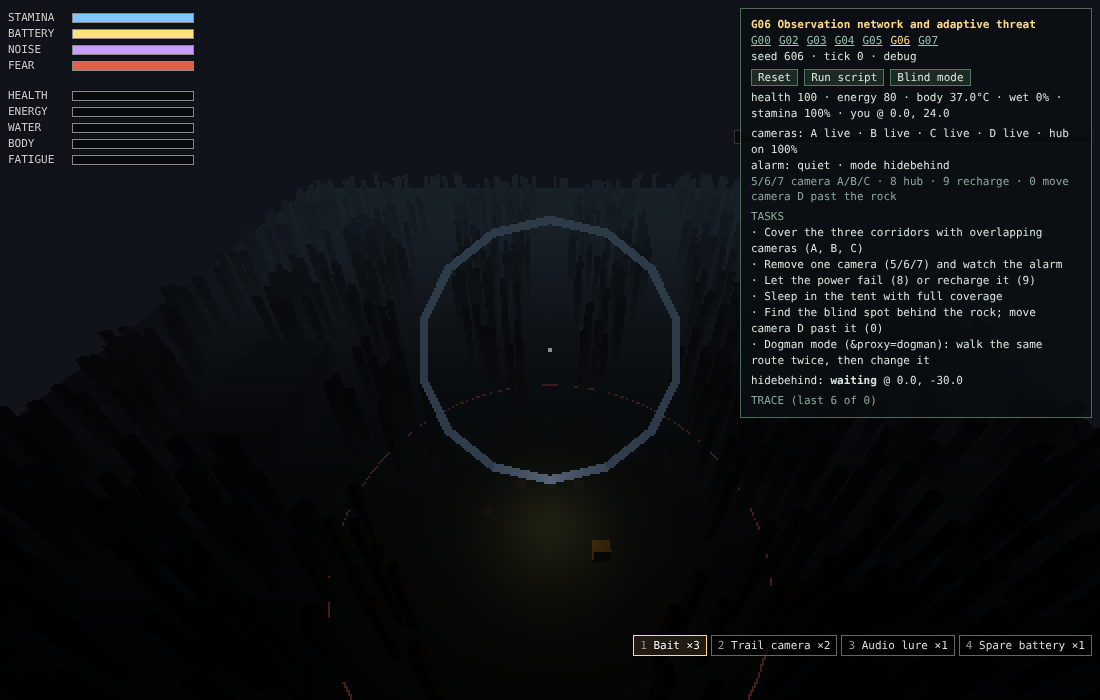 STAMINA
BATTERY
NOISE
FEAR
HEALTH
ENERGY
WATER
BODY
FATIGUE
G06 Observation network and adaptive threat
G00 G02 G03 G04 G05 G06 G07
seed 606 · tick 0 · debug
Reset Run script Blind mode
health 100 · energy 80 · body 37.0°C · wet 0% ·
stamina 100% · you @ 0.0, 24.0
cameras: A live · B live · C live · D live · hub
on 100%
alarm: quiet · mode hidebehind
5/6/7 camera A/B/C · 8 hub · 9 recharge · 0 move
camera D past the rock
TASKS
· Cover the three corridors with overlapping
cameras (A, B, C)
· Remove one camera (5/6/7) and watch the alarm
· Let the power fail (8) or recharge it (9)
· Sleep in the tent with full coverage
· Find the blind spot behind the rock; move
camera D past it (0)
· Dogman mode (&proxy=dogman): walk the same
route twice, then change it
hidebehind: waiting @ 0.0, -30.0
TRACE (last 6 of 0)
1 Bait ×3 2 Trail camera ×2 3 Audio lure ×1 4 Spare battery ×1